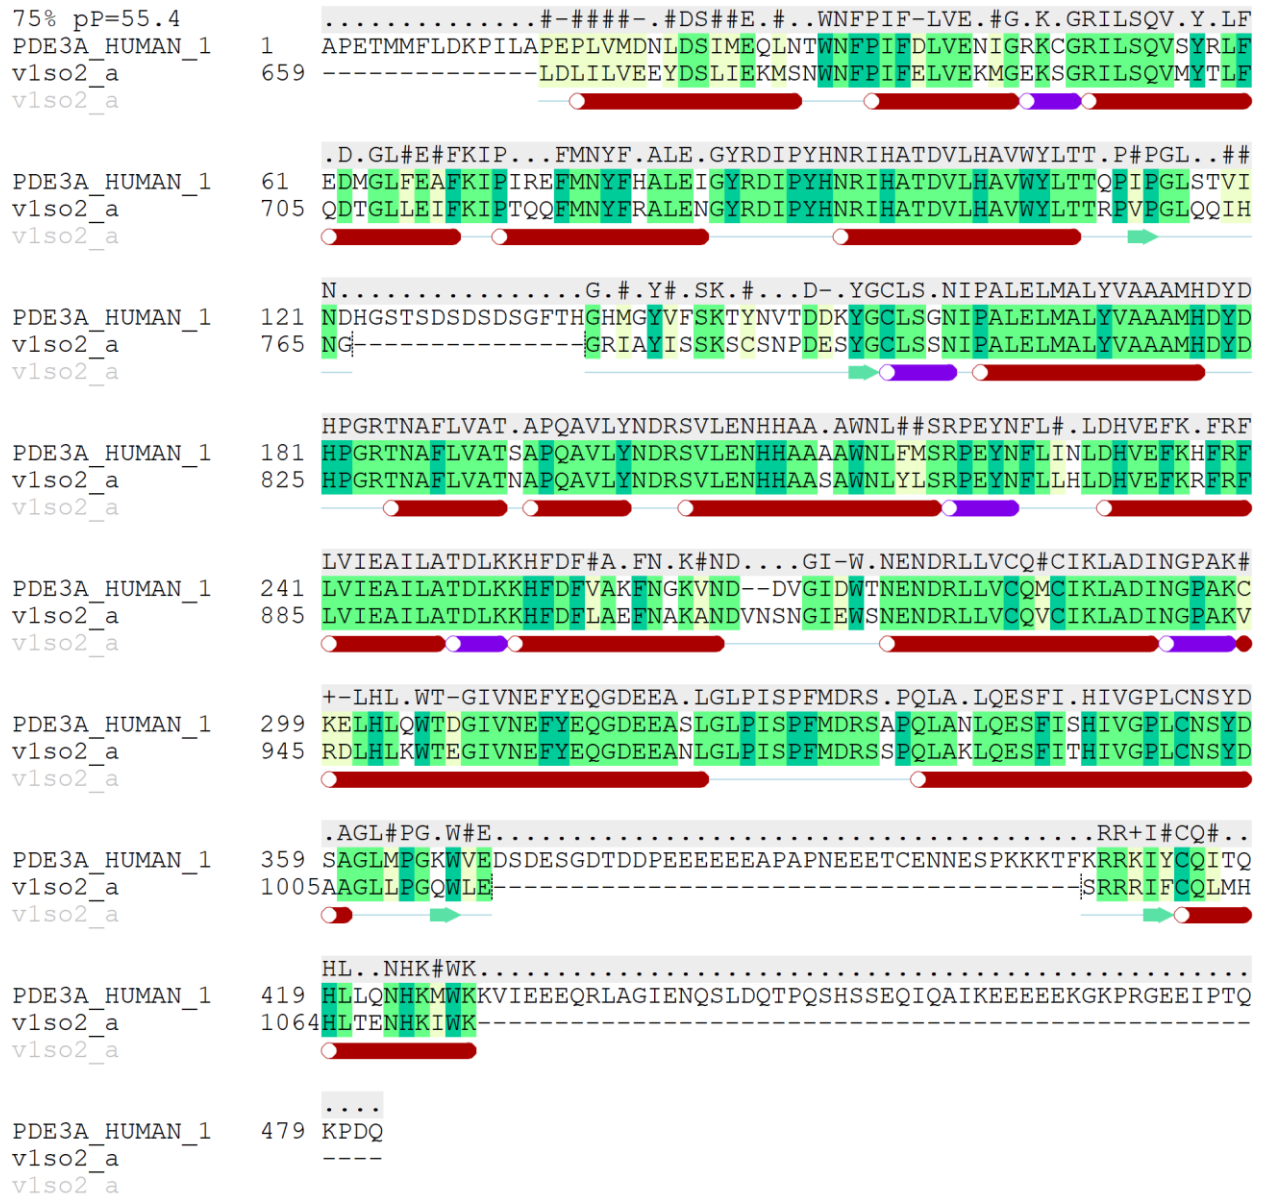 75% pP=55.4 ..............#-####-.#DS##E.#..WNFPIF-LVE.#G.K.GRILSQV.Y.LF
PDE3A_HUMAN_1 1 APETMMFLDKPILAPEPLVMDNLDSIMEQLNTWNFPIFDLVENIGRKCGRILSQVSYRLF
v1so2_a 659 --------------LDLILVEEYDSLIEKMSNWNFPIFELVEKMGEKSGRILSQVMYTLF
v1so2_a
.D.GL#E#FKIP...FMNYF.ALE.GYRDIPYHNRIHATDVLHAVWYLTT.P#PGL..##
PDE3A_HUMAN_1 61 EDMGLFEAFKIPIREFMNYFHALEIGYRDIPYHNRIHATDVLHAVWYLTTQPIPGLSTVI
v1so2_a 705 QDTGLLEIFKIPTQQFMNYFRALENGYRDIPYHNRIHATDVLHAVWYLTTRPVPGLQQIH
v1so2_a
N................G.#.Y#.SK.#...D-.YGCLS.NIPALELMALYVAAAMHDYD
PDE3A_HUMAN_1 121 NDHGSTSDSDSDSGFTHGHMGYVFSKTYNVTDDKYGCLSGNIPALELMALYVAAAMHDYD
v1so2_a 765 NG---------------GRIAYISSKSCSNPDESYGCLSSNIPALELMALYVAAAMHDYD
v1so2_a
HPGRTNAFLVAT.APQAVLYNDRSVLENHHAA.AWNL##SRPEYNFL#.LDHVEFK.FRF
PDE3A_HUMAN_1 181 HPGRTNAFLVATSAPQAVLYNDRSVLENHHAAAAWNLFMSRPEYNFLINLDHVEFKHFRF
v1so2_a 825 HPGRTNAFLVATNAPQAVLYNDRSVLENHHAASAWNLYLSRPEYNFLLHLDHVEFKRFRF
v1so2_a
LVIEAILATDLKKHFDF#A.FN.K#ND....GI-W.NENDRLLVCQ#CIKLADINGPAK#
PDE3A_HUMAN_1 241 LVIEAILATDLKKHFDFVAKFNGKVND--DVGIDWTNENDRLLVCQMCIKLADINGPAKC
v1so2_a 885 LVIEAILATDLKKHFDFLAEFNAKANDVNSNGIEWSNENDRLLVCQVCIKLADINGPAKV
v1so2_a
+-LHL.WT-GIVNEFYEQGDEEA.LGLPISPFMDRS.PQLA.LQESFI.HIVGPLCNSYD
PDE3A_HUMAN_1 299 KELHLQWTDGIVNEFYEQGDEEASLGLPISPFMDRSAPQLANLQESFISHIVGPLCNSYD
v1so2_a 945 RDLHLKWTEGIVNEFYEQGDEEANLGLPISPFMDRSSPQLAKLQESFITHIVGPLCNSYD
v1so2_a
.AGL#PG.W#E.......................................RR+I#CQ#..
PDE3A_HUMAN_1 359 SAGLMPGKWVEDSDESGDTDDPEEEEEEAPAPNEEETCENNESPKKKTFKRRKIYCQITQ
v1so2_a 1005 AAGLLPGQWLE--------------------------------------SRRRIFCQLMH
v1so2_a
HL..NHK#WK..................................................
PDE3A_HUMAN_1 419 HLLQNHKMWKKVIEEEQRLAGIENQSLDQTPQSHSSEQIQAIKEEEEEKGKPRGEEIPTQ
v1so2_a 1064 HLTENHKIWK--------------------------------------------------
v1so2_a
....
PDE3A_HUMAN_1 479 KPDQ
v1so2_a ----
v1so2_a